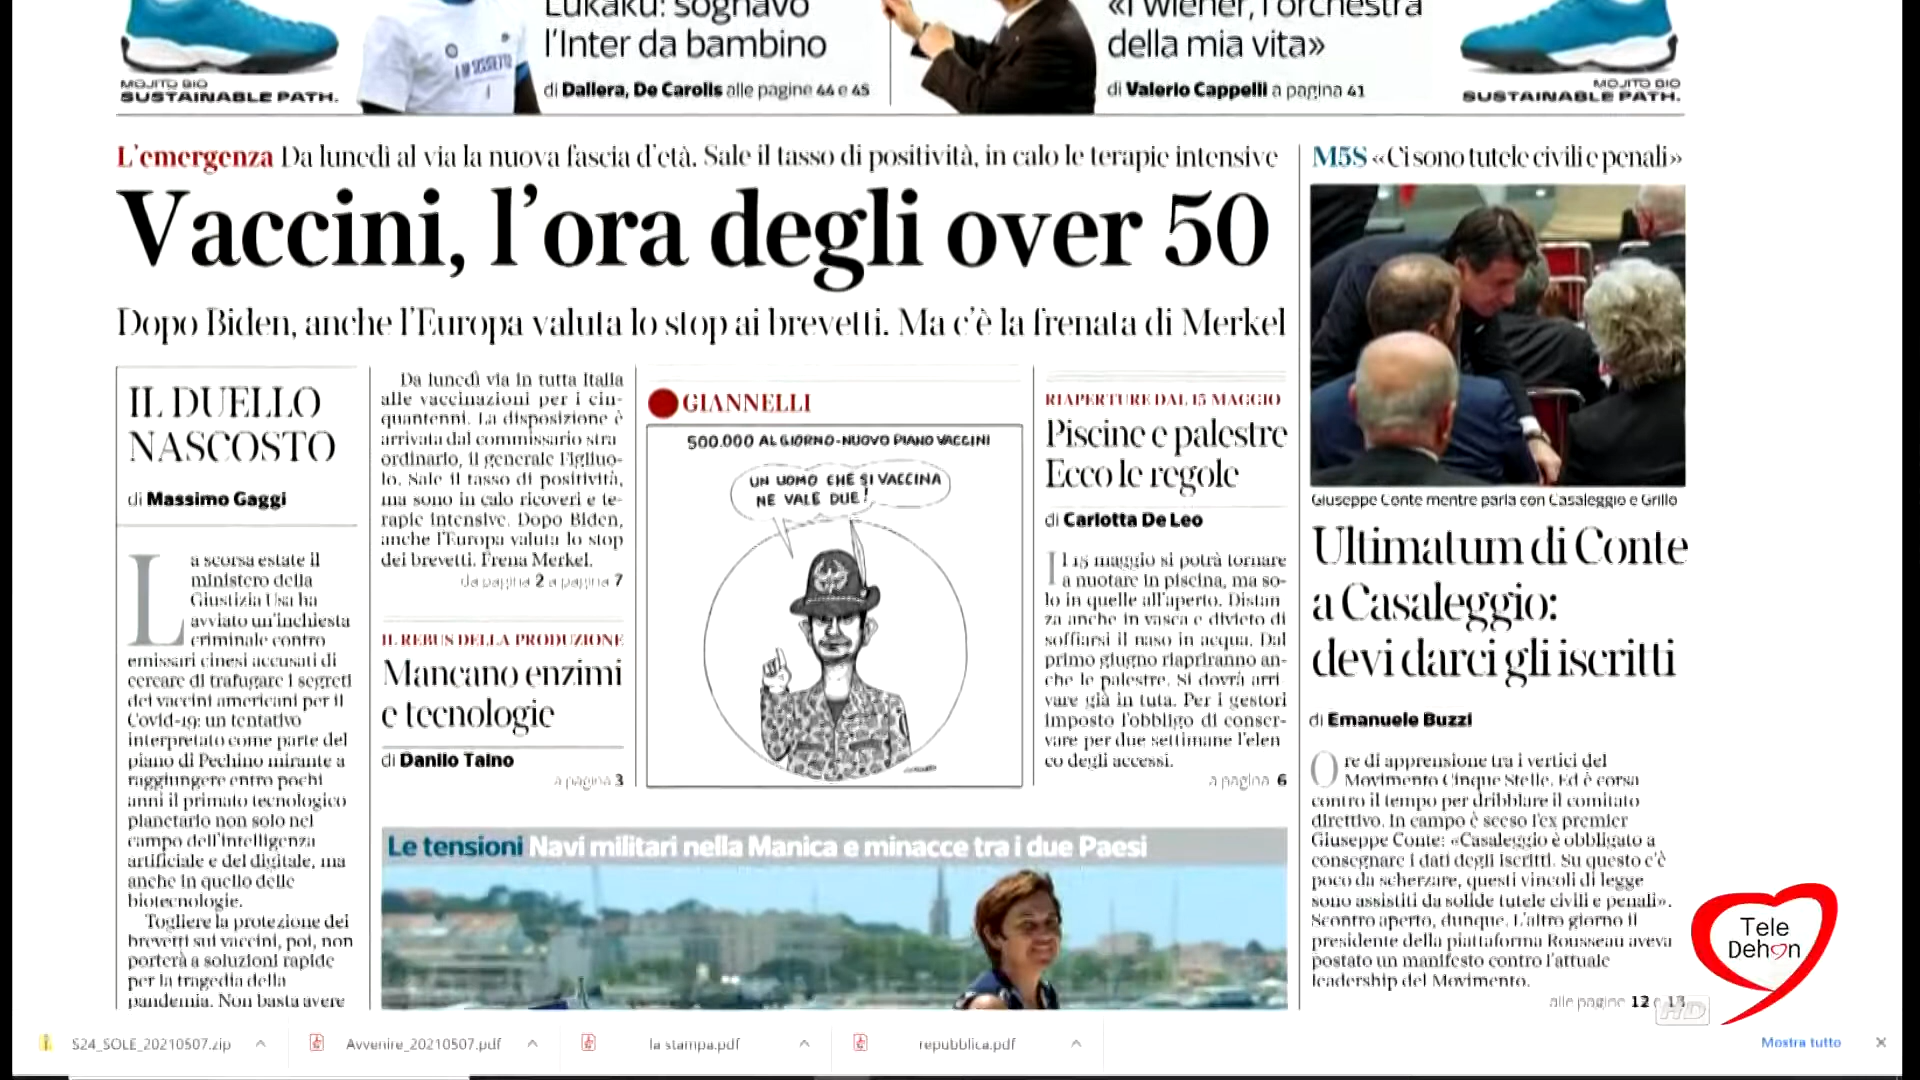 MOJITO BIO
SUSTAINABLE PATH.
Lukaku: sognavo
l'Inter da bambino
di Dallera, De Carolis alle pagine 44 e 45
«I Wiener, l'orchestra
della mia vita»
di Valerio Cappelli a pagina 41
MOJITO BIO
SUSTAINABLE PATH.
L'emergenza Da lunedì al via la nuova fascia d'età. Sale il tasso di positività, in calo le terapie intensive
Vaccini, l'ora degli over 50
Dopo Biden, anche l'Europa valuta lo stop ai brevetti. Ma c'è la frenata di Merkel
IL DUELLO
NASCOSTO
di Massimo Gaggi
La scorsa estate il
ministero della
Giustizia Usa ha
avviato un'inchiesta
criminale contro
emissari cinesi accusati di
cercare di trafugare i segreti
dei vaccini americani per il
Covid-19: un tentativo
interpretato come parte del
piano di Pechino mirante a
raggiungere entro pochi
anni il primato tecnologico
planetario non solo nel
campo dell'intelligenza
artificiale e del digitale, ma
anche in quello delle
biotecnologie.
Togliere la protezione dei
brevetti sui vaccini, poi, non
porterà a soluzioni rapide
per la tragedia della
pandemia. Non basta avere
Da lunedì via in tutta Italia
alle vaccinazioni per i cin-
quantenni. La disposizione è
arrivata dal commissario stra
ordinario, il generale Figliuo-
lo. Sale il tasso di positività,
ma sono in calo ricoveri e te-
rapie intensive. Dopo Biden,
anche l'Europa valuta lo stop
dei brevetti. Frena Merkel.
da pagina 2 a pagina 7
IL REBUS DELLA PRODUZIONE
Mancano enzimi
e tecnologie
di Danilo Taino
a pagina 3
GIANNELLI
500.000 AL GIORNO-NUOVO PIANO VACCINI
UN UOMO CHE SI VACCINA
NE VALE DUE!
RIAPERTURE DAL 15 MAGGIO
Piscine e palestre
Ecco le regole
di Carlotta De Leo
Il 15 maggio si potrà tornare
a nuotare in piscina, ma so-
lo in quelle all'aperto. Distan
za anche in vasca e divieto di
soffiarsi il naso in acqua. Dal
primo giugno riapriranno an-
che le palestre. Si dovrà arri
vare già in tuta. Per i gestori
imposto l'obbligo di conser-
vare per due settimane l'elen
co degli accessi.
a pagina 6
Le tensioni Navi militari nella Manica e minacce tra i due Paesi
M5S «Ci sono tutele civili e penali»
Giuseppe Conte mentre parla con Casaleggio e Grillo
Ultimatum di Conte
a Casaleggio:
devi darci gli iscritti
di Emanuele Buzzi
Ore di apprensione tra i vertici del
Movimento Cinque Stelle. Ed è corsa
contro il tempo per dribblare il comitato
direttivo. In campo è sceso l'ex premier
Giuseppe Conte: «Casaleggio è obbligato a
consegnare i dati degli iscritti. Su questo c'è
poco da scherzare, questi vincoli di legge
sono assistiti da solide tutele civili e penali».
Scontro aperto, dunque. L'altro giorno il
presidente della piattaforma Rousseau aveva
postato un manifesto contro l'attuale
leadership del Movimento.
alle pagine 12 e 13
Tele
Dehon
HD
S24_SOLE_20210507.zip
Avvenire_20210507.pdf
la stampa.pdf
repubblica.pdf
Mostra tutto